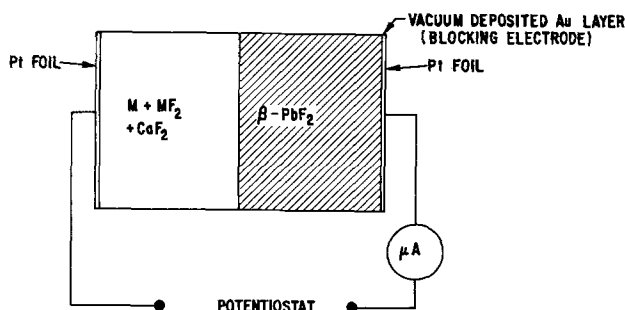 VACUUM DEPOSITED Au LAYER
(BLOCKING ELECTRODE)
Pt FOIL
Pt FOIL
M + MF₂
+ CaF₂
β-PbF₂
μA
POTENTIOSTAT